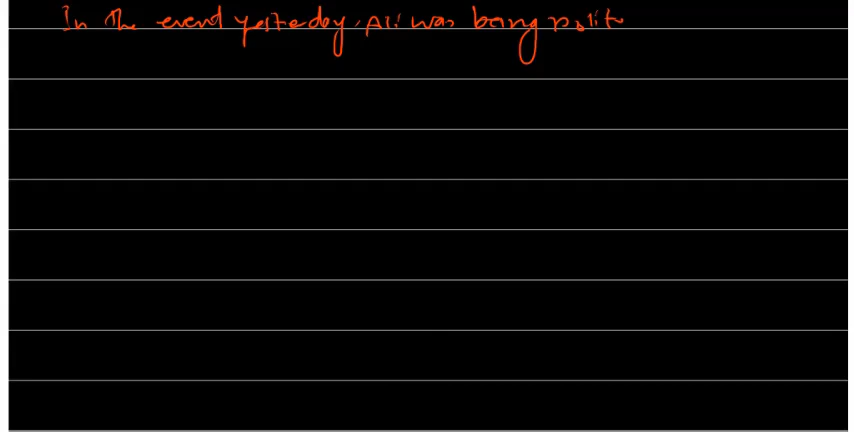 In the event yesterday, Ali was being polite